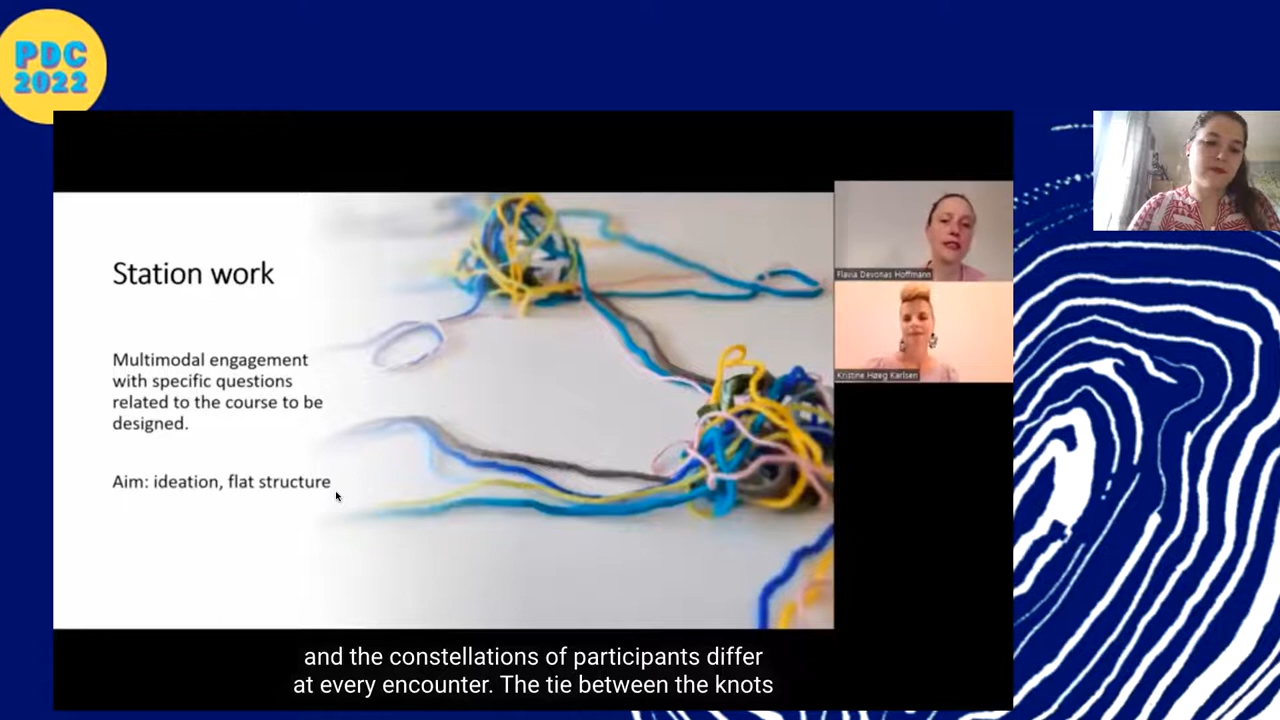 PDC
2022
Station work
Multimodal engagement
with specific questions
related to the course to be
designed.
Aim: ideation, flat structure
Flavia Devonas Hoffmann
Kristine Høeg Karlsen
and the constellations of participants differ
at every encounter. The tie between the knots